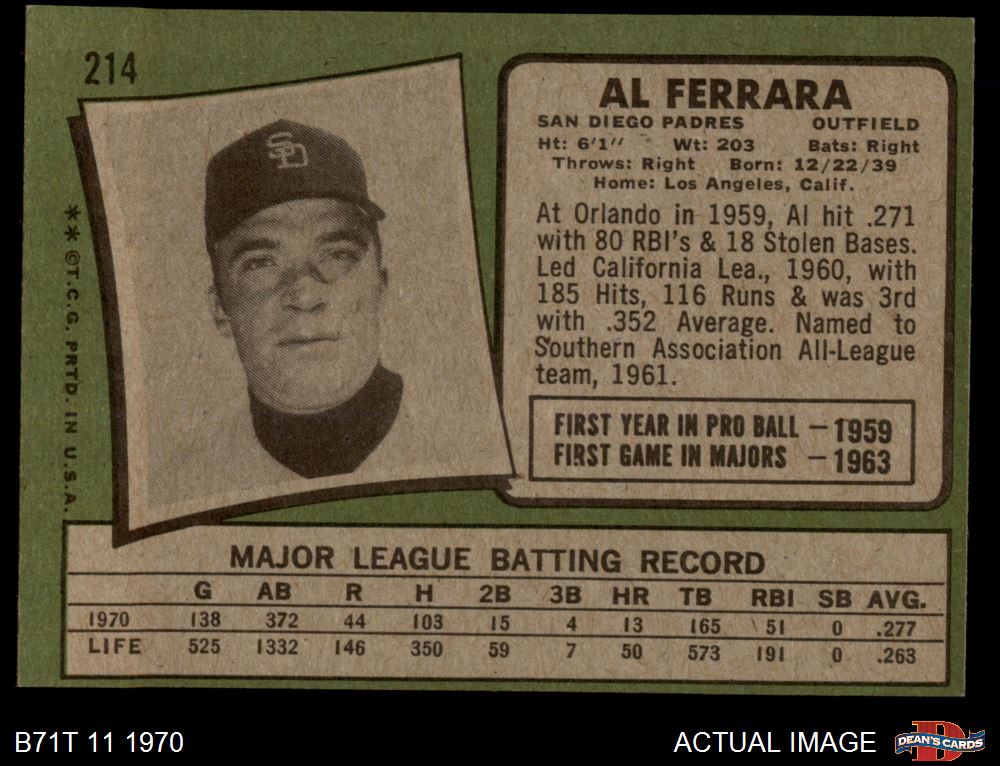 214
SD
** ©T.C.G. PRTD. IN U.S.A.
AL FERRARA
SAN DIEGO PADRES OUTFIELD
Ht: 6'1" Wt: 203 Bats: Right
Throws: Right Born: 12/22/39
Home: Los Angeles, Calif.
At Orlando in 1959, Al hit .271
with 80 RBI's & 18 Stolen Bases.
Led California Lea., 1960, with
185 Hits, 116 Runs & was 3rd
with .352 Average. Named to
Southern Association All-League
team, 1961.
FIRST YEAR IN PRO BALL — 1959
FIRST GAME IN MAJORS — 1963
MAJOR LEAGUE BATTING RECORD
G AB R H 2B 3B HR TB RBI SB AVG.
1970 138 372 44 103 15 4 13 165 51 0 .277
LIFE 525 1332 146 350 59 7 50 573 191 0 .263
B71T 11 1970
ACTUAL IMAGE
D
DEAN'S CARDS